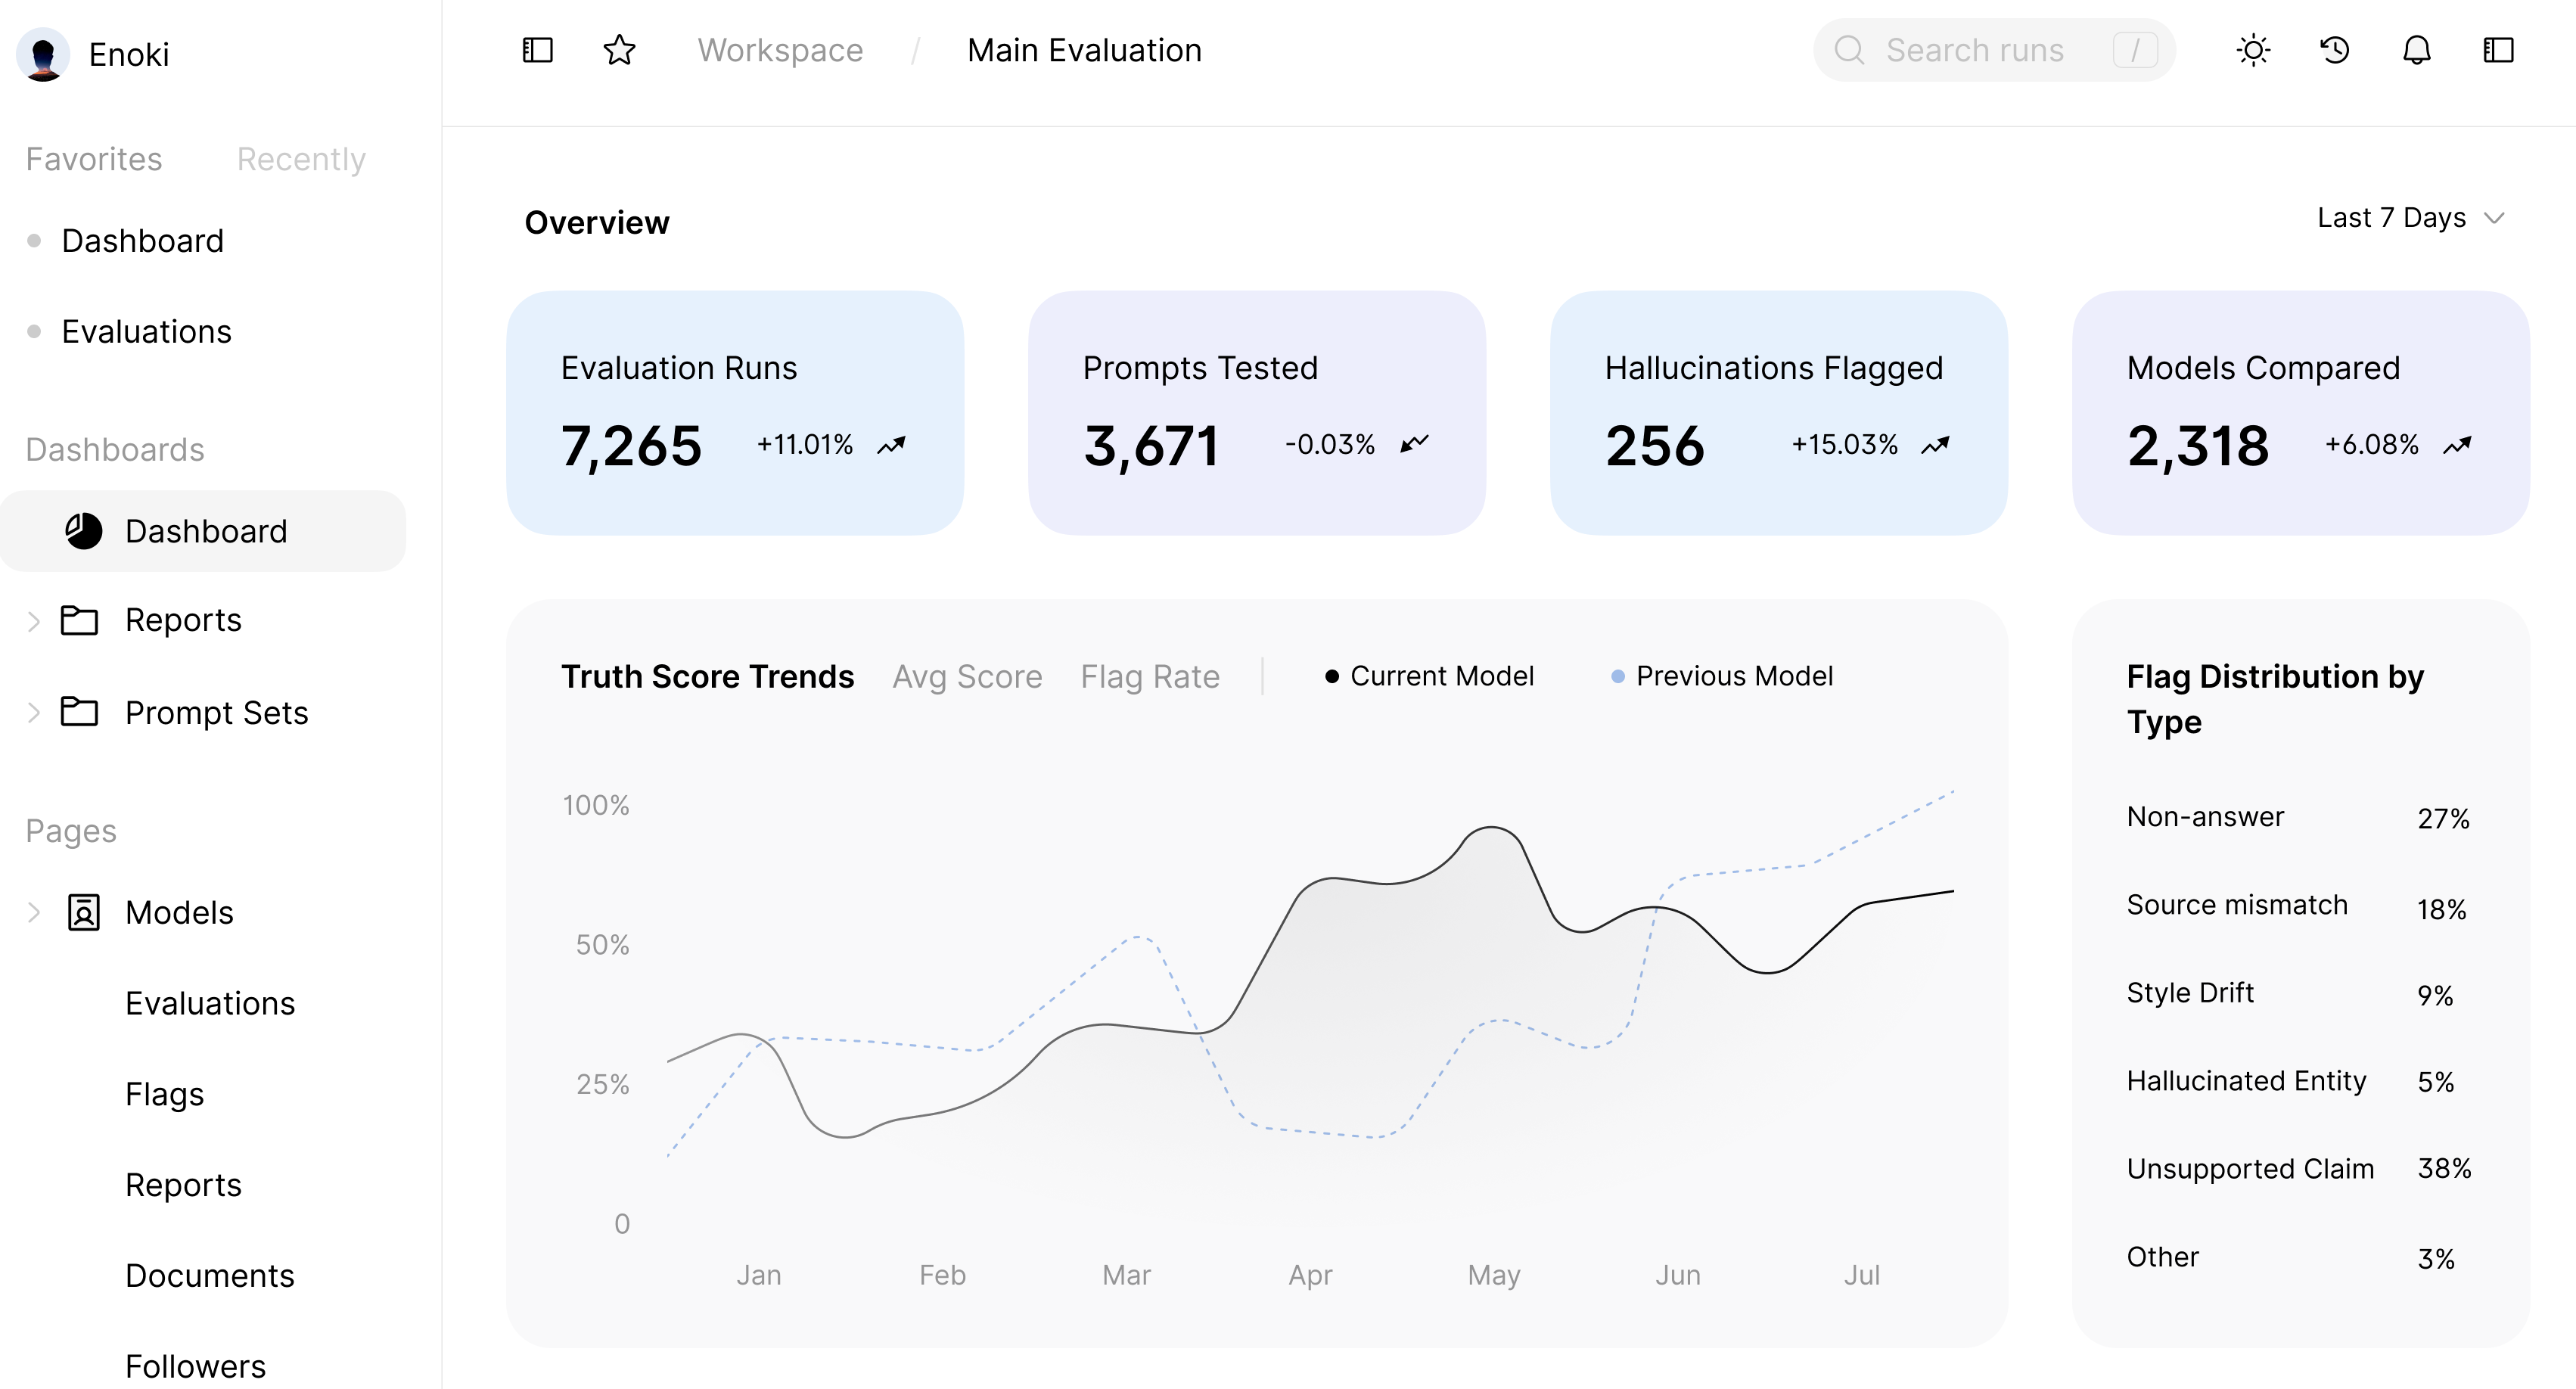 Enoki
Favorites Recently
Dashboard
Evaluations
Dashboards
Dashboard
Reports
Prompt Sets
Pages
Models
Evaluations
Flags
Reports
Documents
Followers
Workspace / Main Evaluation
Search runs /
Overview
Last 7 Days
Evaluation Runs
7,265 +11.01%
Prompts Tested
3,671 -0.03%
Hallucinations Flagged
256 +15.03%
Models Compared
2,318 +6.08%
Truth Score Trends Avg Score Flag Rate Current Model Previous Model
100%
50%
25%
0
Jan Feb Mar Apr May Jun Jul
Flag Distribution by
Type
Non-answer 27%
Source mismatch 18%
Style Drift 9%
Hallucinated Entity 5%
Unsupported Claim 38%
Other 3%